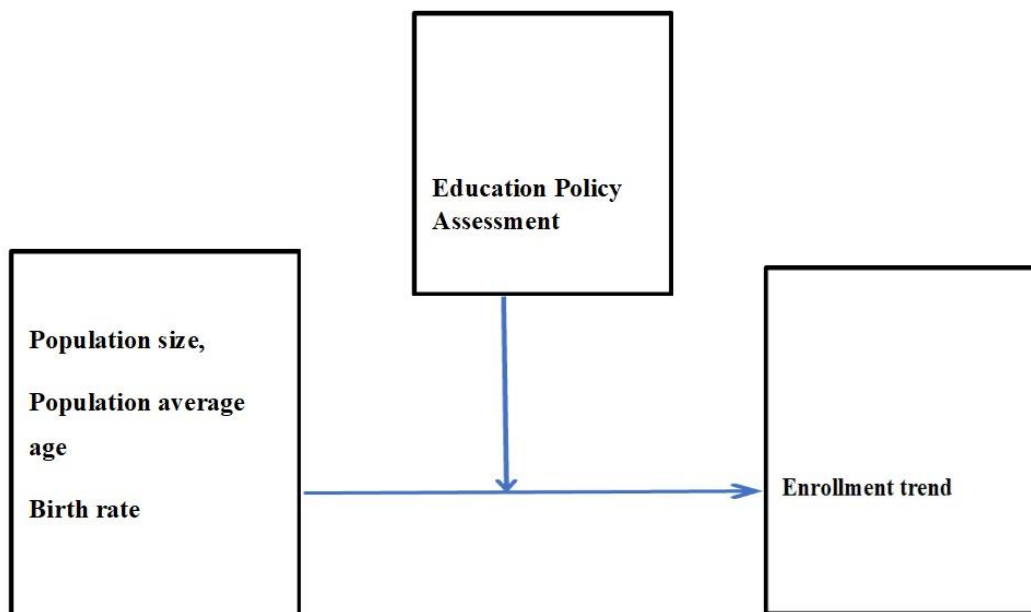 Education Policy
Assessment
Population size,
Population average
age
Birth rate
Enrollment trend